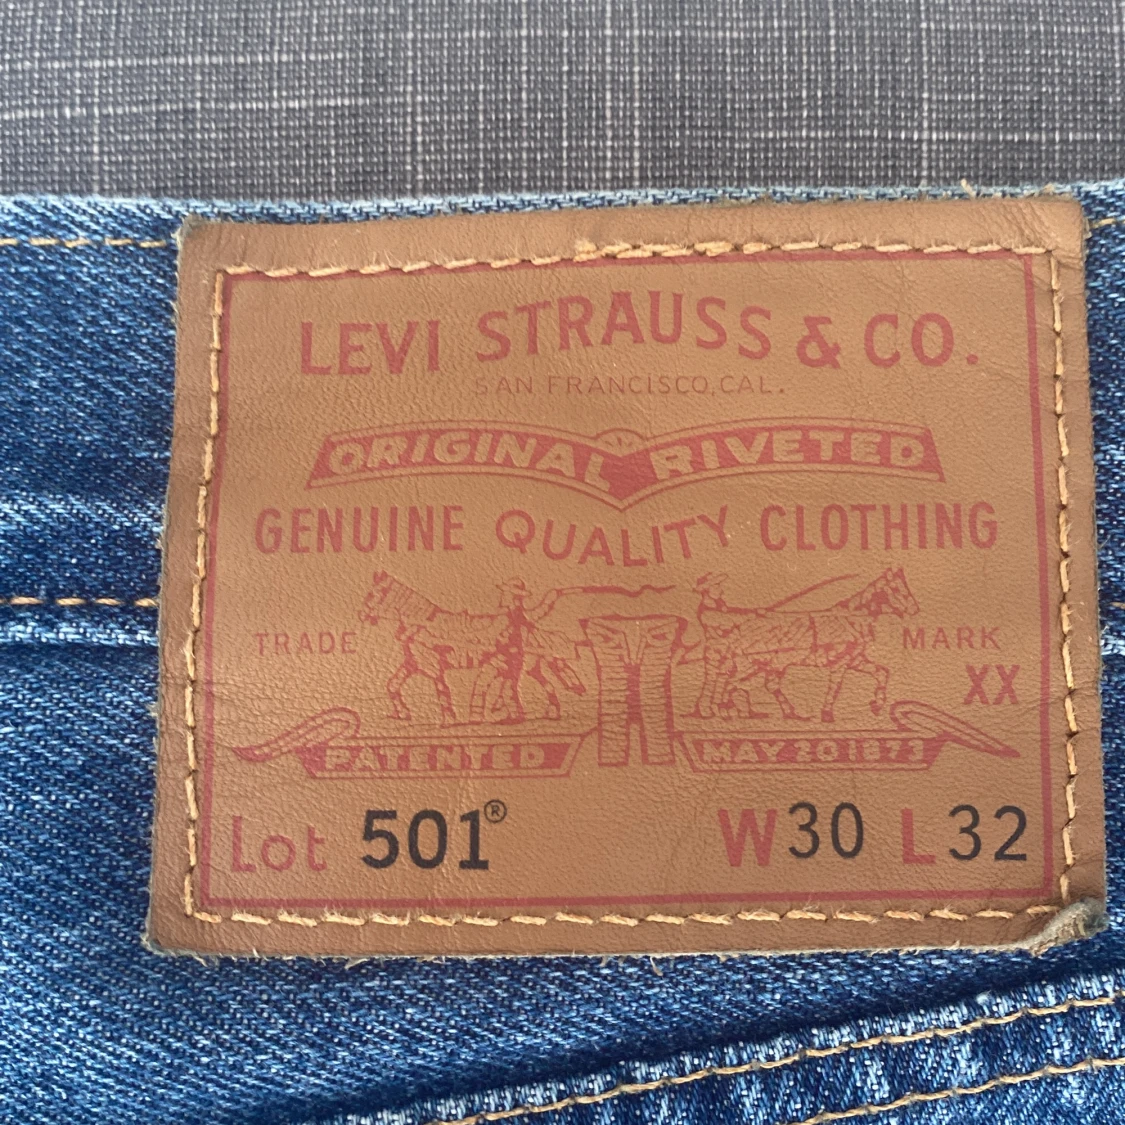 LEVI STRAUSS & CO.
SAN FRANCISCO, CAL.
ORIGINAL RIVETED
GENUINE QUALITY CLOTHING
TRADE MARK
XX
PATENTED MAY 20 1873
Lot 501® W30 L32